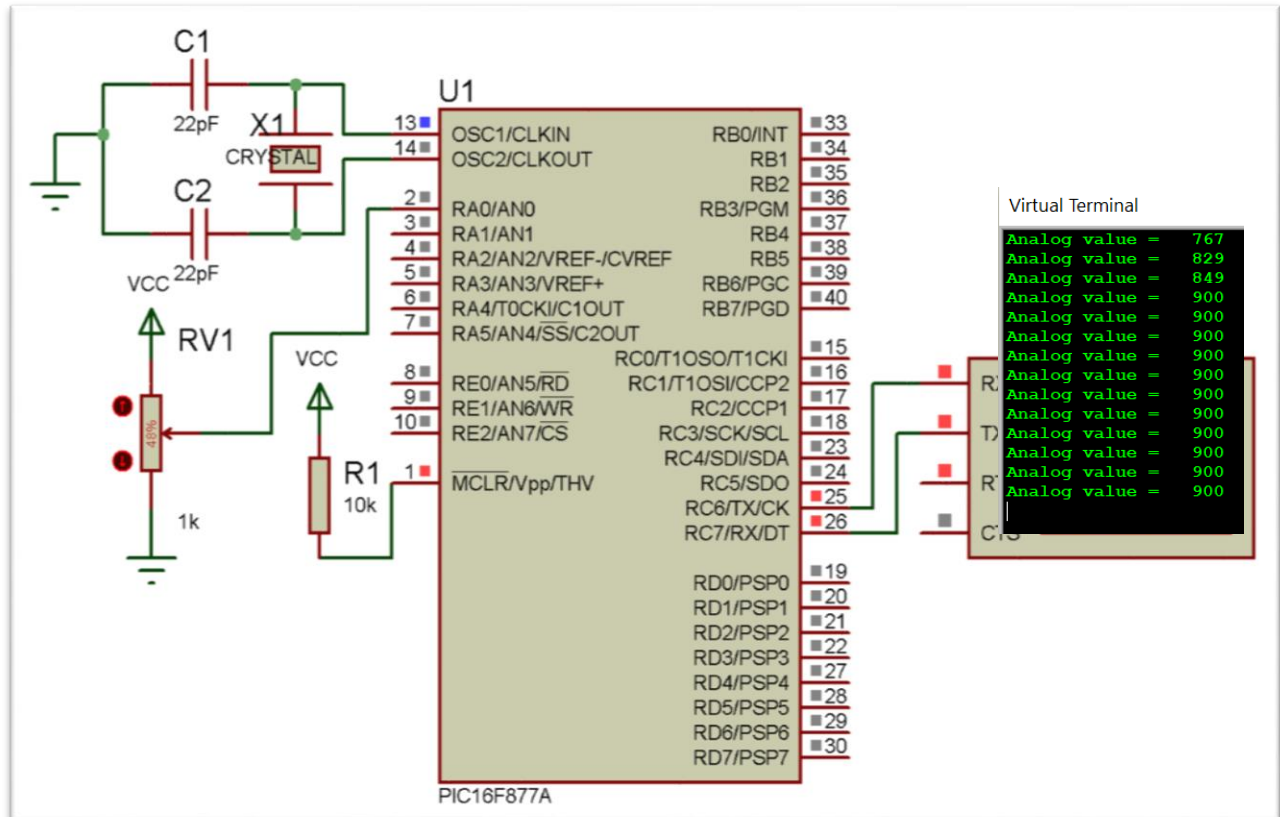 C1
22pF
X1
CRYSTAL
C2
22pF
VCC
RV1
48%
1k
VCC
R1
10k
U1
13
OSC1/CLKIN
14
OSC2/CLKOUT
2
RA0/AN0
3
RA1/AN1
4
RA2/AN2/VREF-/CVREF
5
RA3/AN3/VREF+
6
RA4/T0CKI/C1OUT
7
RA5/AN4/SS/C2OUT
8
RE0/AN5/RD
9
RE1/AN6/WR
10
RE2/AN7/CS
1
MCLR/Vpp/THV
RB0/INT
33
RB1
34
RB2
35
RB3/PGM
36
RB4
37
RB5
38
RB6/PGC
39
RB7/PGD
40
RC0/T1OSO/T1CKI
15
RC1/T1OSI/CCP2
16
RC2/CCP1
17
RC3/SCK/SCL
18
RC4/SDI/SDA
23
RC5/SDO
24
RC6/TX/CK
25
RC7/RX/DT
26
RD0/PSP0
19
RD1/PSP1
20
RD2/PSP2
21
RD3/PSP3
22
RD4/PSP4
27
RD5/PSP5
28
RD6/PSP6
29
RD7/PSP7
30
PIC16F877A
Virtual Terminal
Analog value = 767
Analog value = 829
Analog value = 849
Analog value = 900
Analog value = 900
Analog value = 900
Analog value = 900
Analog value = 900
Analog value = 900
Analog value = 900
Analog value = 900
Analog value = 900
Analog value = 900
Analog value = 900